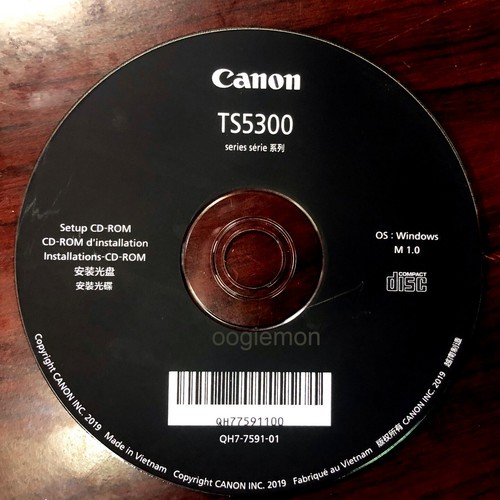 Canon
TS5300
series série 系列
Setup CD-ROM
CD-ROM d'installation
Installations-CD-ROM
安装光盘
安裝光碟
OS : Windows
M 1.0
COMPACT
disc
oogiemon
QH77591100
QH7-7591-01
Copyright CANON INC. 2019 Made in Vietnam Copyright CANON INC. 2019 Fabriqué au Vietnam 版权所有 CANON INC. 2019 越南制造